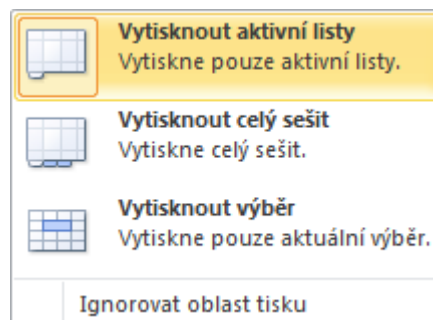 Vytisknout aktivní listy
Vytiskne pouze aktivní listy.
Vytisknout celý sešit
Vytiskne celý sešit.
Vytisknout výběr
Vytiskne pouze aktuální výběr.
Ignorovat oblast tisku